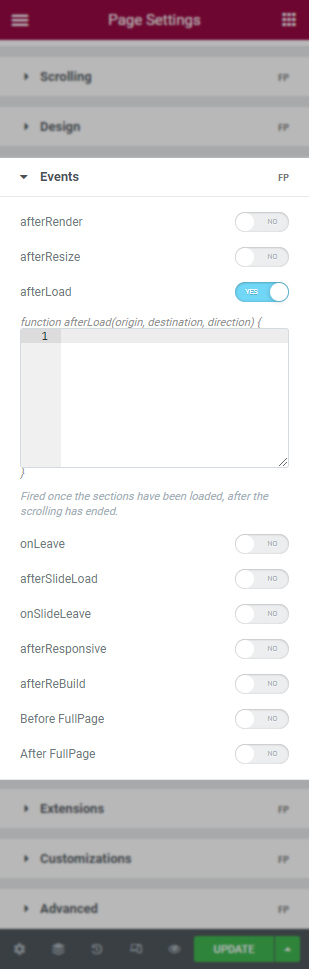 Page Settings
Scrolling FP
Design FP
Events FP
afterRender NO
afterResize NO
afterLoad YES
function afterLoad(origin, destination, direction) {
1
}
Fired once the sections have been loaded, after the
scrolling has ended.
onLeave NO
afterSlideLoad NO
onSlideLeave NO
afterResponsive NO
afterReBuild NO
Before FullPage NO
After FullPage NO
Extensions FP
Customizations FP
Advanced FP
UPDATE